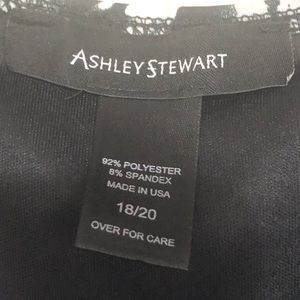 ASHLEY STEWART
92% POLYESTER
8% SPANDEX
MADE IN USA
18/20
OVER FOR CARE